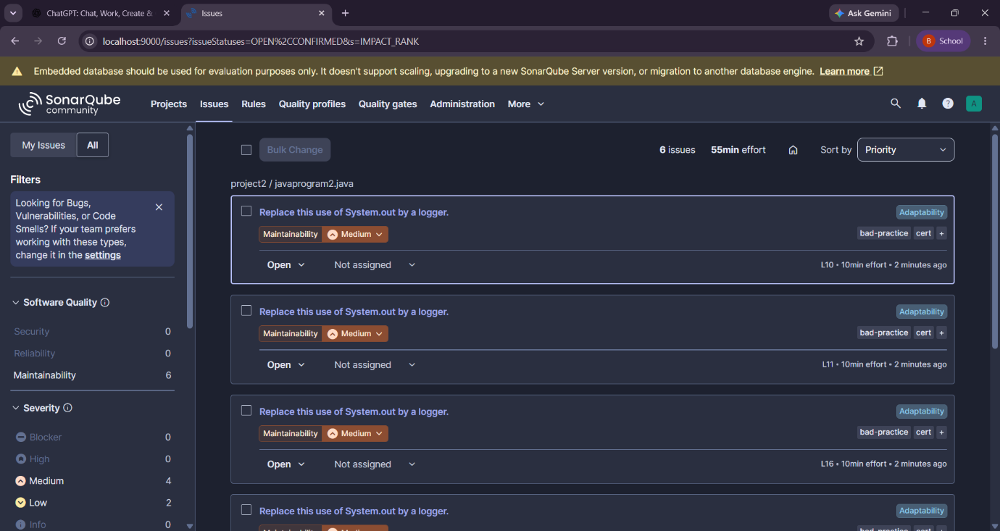 ChatGPT: Chat, Work, Create &
Issues
Ask Gemini
localhost:9000/issues?issueStatuses=OPEN%2CCONFIRMED&s=IMPACT_RANK
B School
Embedded database should be used for evaluation purposes only. It doesn't support scaling, upgrading to a new SonarQube Server version, or migration to another database engine. Learn more
SonarQube community
Projects Issues Rules Quality profiles Quality gates Administration More
? A
My Issues All
Filters
Looking for Bugs,
Vulnerabilities, or Code
Smells? If your team prefers
working with these types,
change it in the settings
Software Quality
Security 0
Reliability 0
Maintainability 6
Severity
Blocker 0
High 0
Medium 4
Low 2
Info 0
Bulk Change
6 issues 55min effort Sort by Priority
project2 / javaprogram2.java
Replace this use of System.out by a logger. Adaptability
Maintainability Medium bad-practice cert +
Open Not assigned L10 • 10min effort • 2 minutes ago
Replace this use of System.out by a logger. Adaptability
Maintainability Medium bad-practice cert +
Open Not assigned L11 • 10min effort • 2 minutes ago
Replace this use of System.out by a logger. Adaptability
Maintainability Medium bad-practice cert +
Open Not assigned L16 • 10min effort • 2 minutes ago
Replace this use of System.out by a logger. Adaptability
Maintainability Medium bad-practice cert +